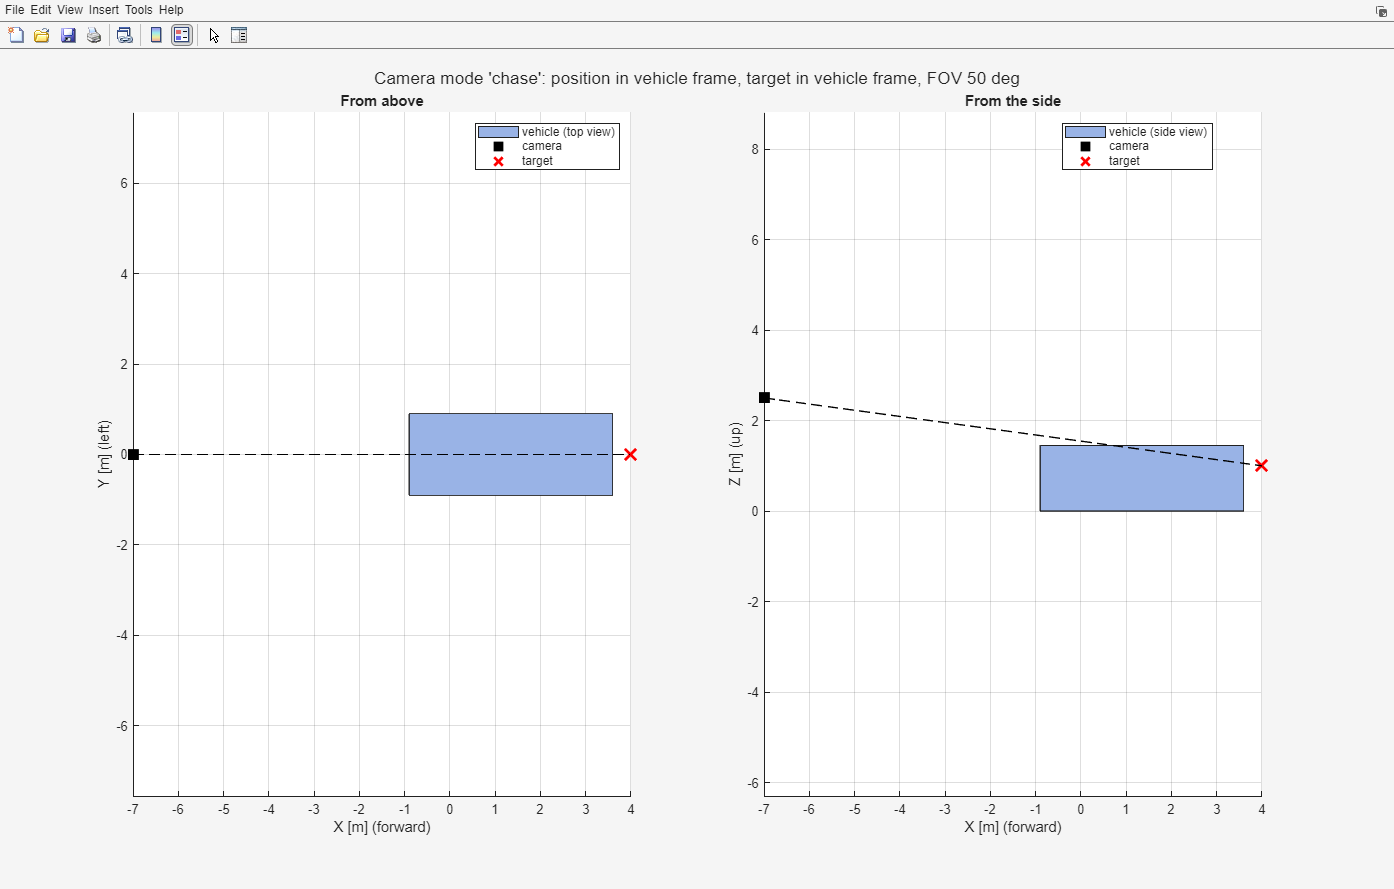 File Edit View Insert Tools Help
Camera mode 'chase': position in vehicle frame, target in vehicle frame, FOV 50 deg
From above
vehicle (top view)
camera
target
6
4
2
0
-2
-4
-6
Y [m] (left)
-7 -6 -5 -4 -3 -2 -1 0 1 2 3 4
X [m] (forward)
From the side
vehicle (side view)
camera
target
8
6
4
2
0
-2
-4
-6
Z [m] (up)
-7 -6 -5 -4 -3 -2 -1 0 1 2 3 4
X [m] (forward)